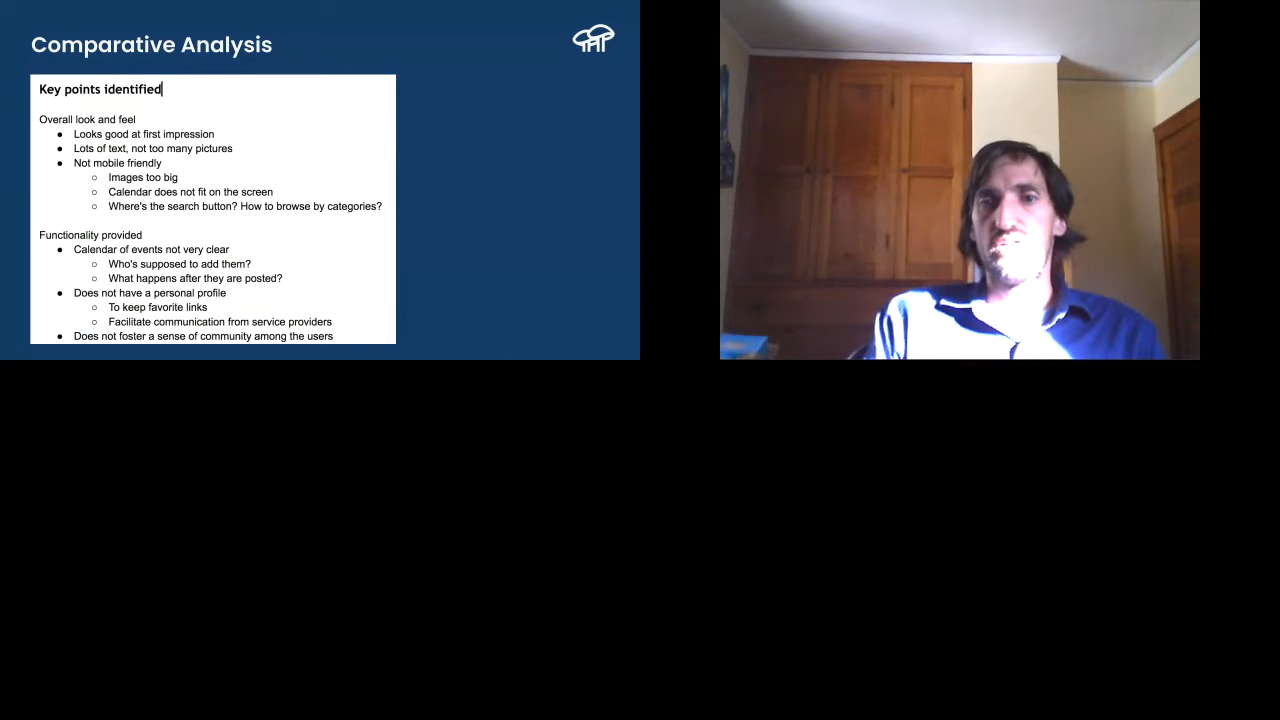 Comparative Analysis
Key points identified
Overall look and feel
● Looks good at first impression
● Lots of text, not too many pictures
● Not mobile friendly
○ Images too big
○ Calendar does not fit on the screen
○ Where's the search button? How to browse by categories?
Functionality provided
● Calendar of events not very clear
○ Who's supposed to add them?
○ What happens after they are posted?
● Does not have a personal profile
○ To keep favorite links
○ Facilitate communication from service providers
● Does not foster a sense of community among the users